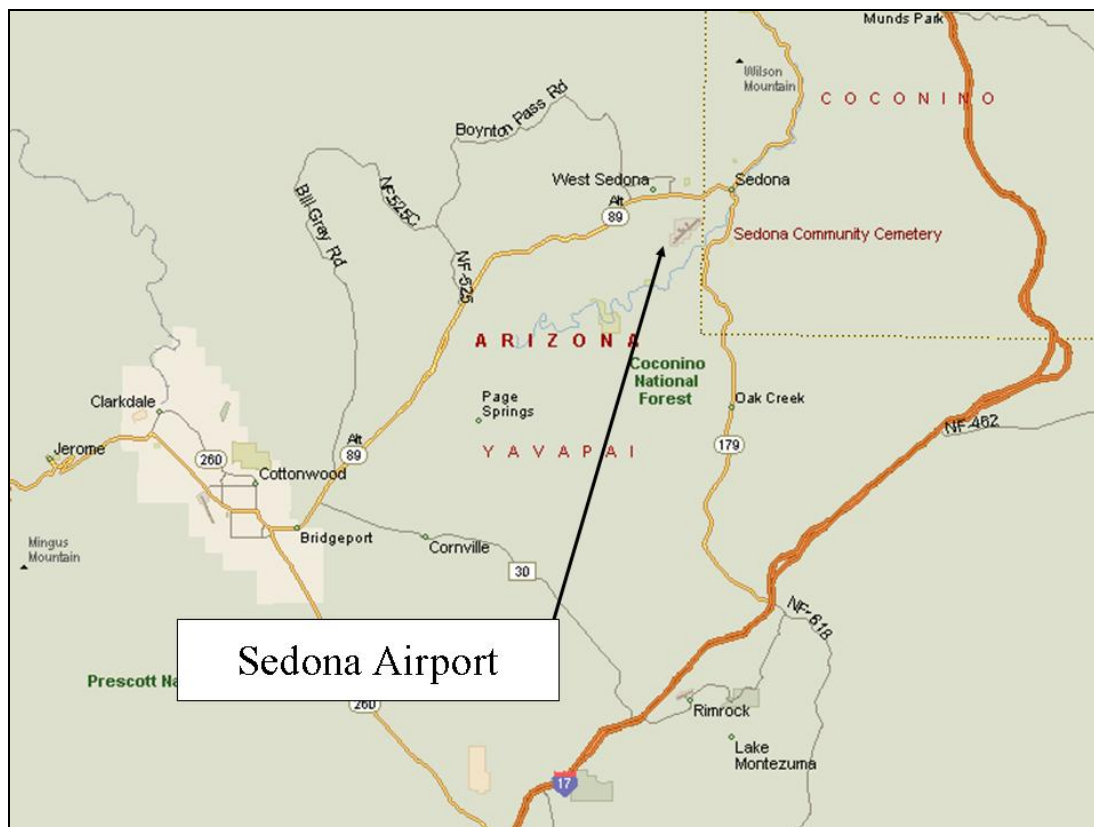 Munds Park
Wilson
Mountain
COCONINO
Boynton Pass Rd
West Sedona
Sedona
Alt
89
NF-525C
Bill Gray Rd
Sedona Community Cemetery
NF-525
ARIZONA
Coconino
National
Forest
Page
Springs
Oak Creek
Clarkdale
NF-462
Alt
89
179
YAVAPAI
Jerome
260
Cottonwood
Bridgeport
Cornville
Mingus
Mountain
30
NF-618
Sedona Airport
Prescott Na
260
Rimrock
Lake
Montezuma
17